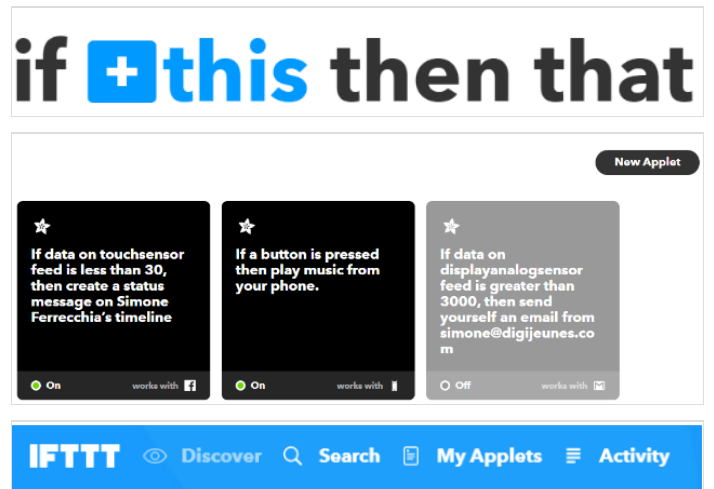 if + this then that
New Applet
If data on touchsensor
feed is less than 30,
then create a status
message on Simone
Ferrecchia's timeline
On works with f
If a button is pressed
then play music from
your phone.
On works with
If data on
displayanalogsensor
feed is greater than
3000, then send
yourself an email from
simone@digijeunes.co
m
Off works with M
IFTTT Discover Search My Applets Activity